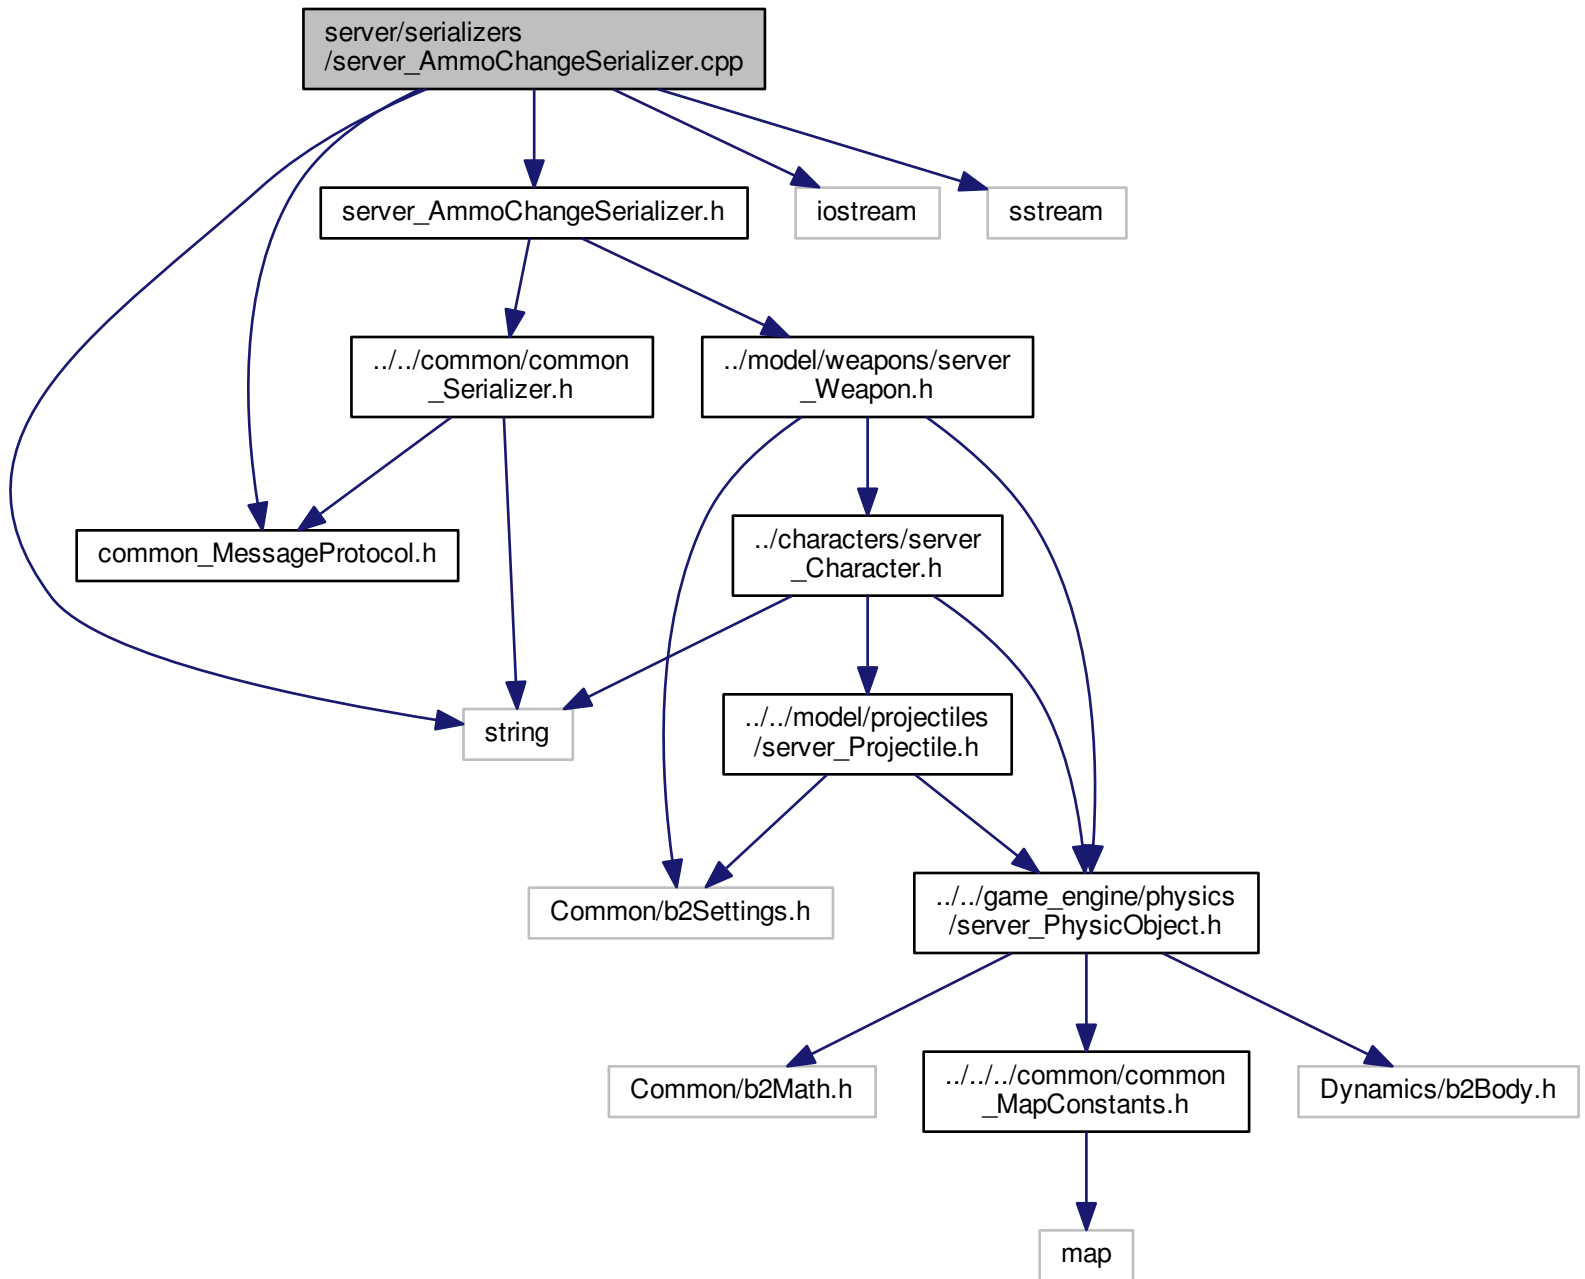 server/serializers
/server_AmmoChangeSerializer.cpp
server_AmmoChangeSerializer.h
iostream
sstream
../../common/common
_Serializer.h
../model/weapons/server
_Weapon.h
common_MessageProtocol.h
../characters/server
_Character.h
string
../../model/projectiles
/server_Projectile.h
Common/b2Settings.h
../../game_engine/physics
/server_PhysicObject.h
Common/b2Math.h
../../../common/common
_MapConstants.h
Dynamics/b2Body.h
map